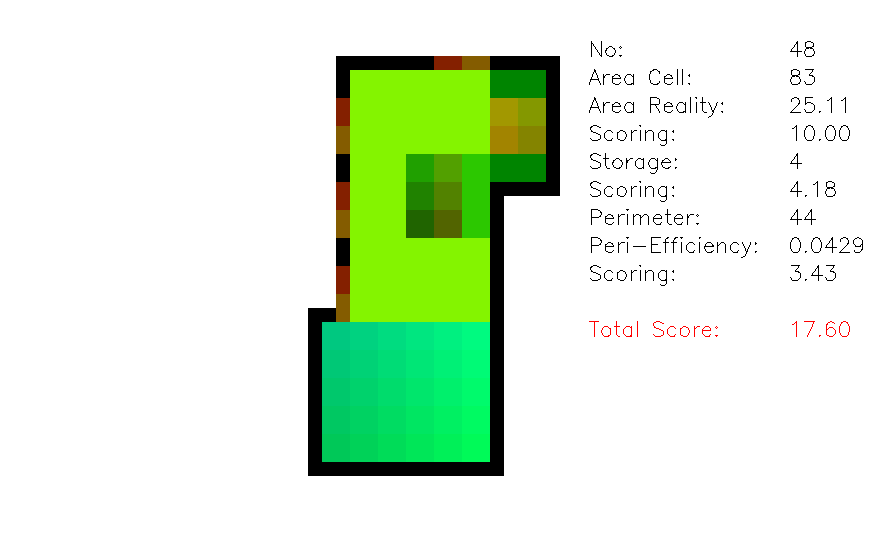 No: 48
Area Cell: 83
Area Reality: 25.11
Scoring: 10.00
Storage: 4
Scoring: 4.18
Perimeter: 44
Peri-Efficiency: 0.0429
Scoring: 3.43
Total Score: 17.60